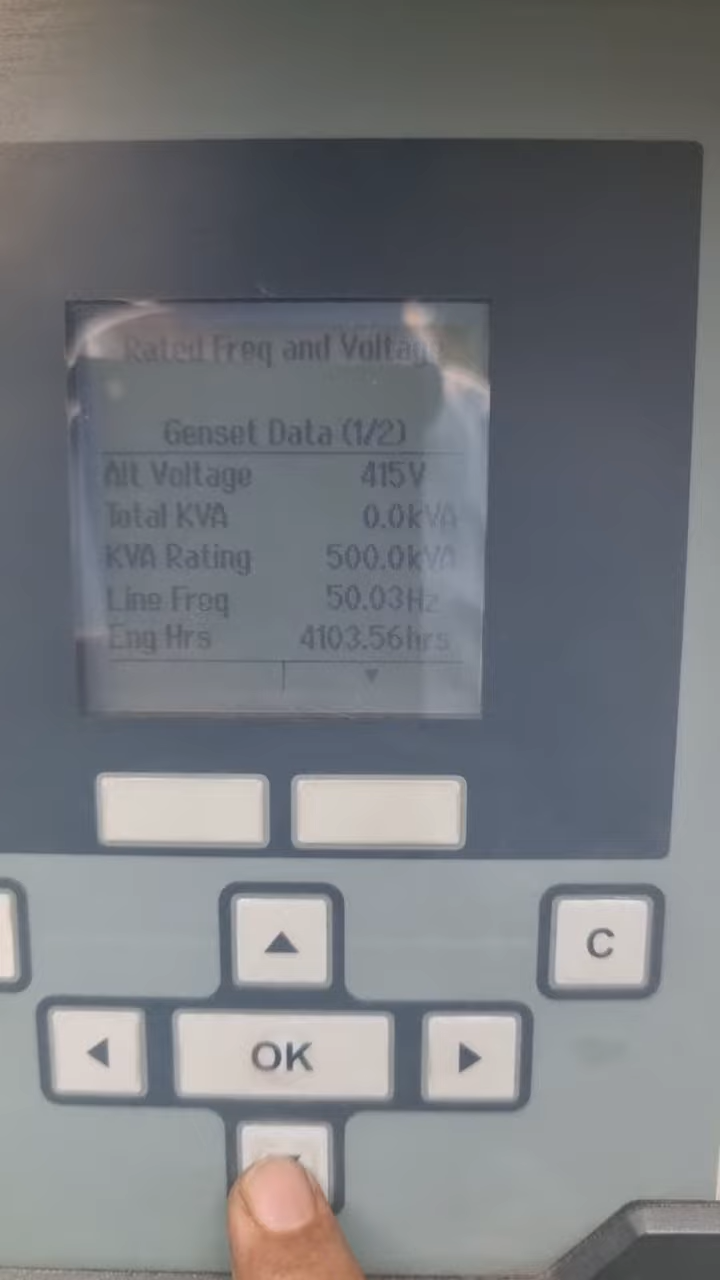 Rated Freq and Voltage
Genset Data (1/2)
Alt Voltage 415V
Total KVA 0.0kVA
KVA Rating 500.0kVA
Line Freq 50.03Hz
Eng Hrs 4103.56hrs
C
OK